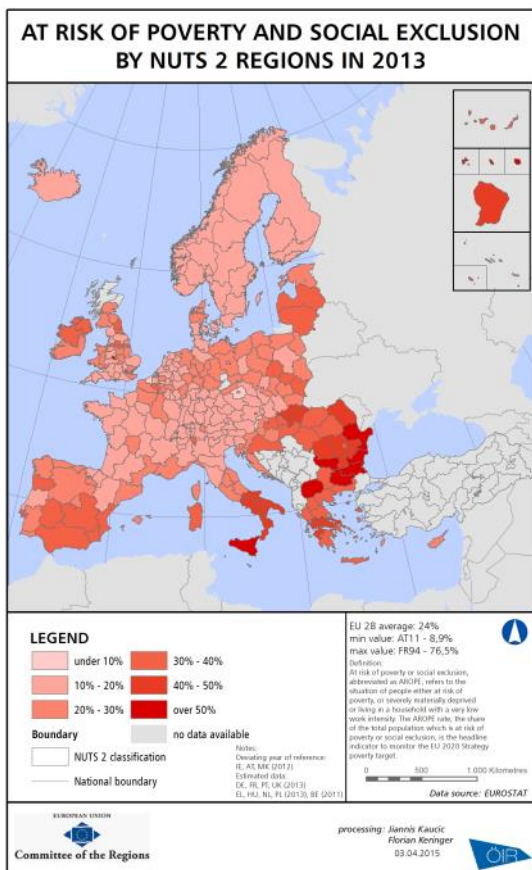 AT RISK OF POVERTY AND SOCIAL EXCLUSION
BY NUTS 2 REGIONS IN 2013
LEGEND
under 10%
10% - 20%
20% - 30%
30% - 40%
40% - 50%
over 50%
no data available
Boundary
NUTS 2 classification
National boundary
Notes:
Deviating year of reference:
IE, AT, MK (2012)
Estimated data:
DE, FR, PT, UK (2013)
EL, HU, NL, PL (2013), BE (2011)
EU 28 average: 24%
min value: AT11 - 8,9%
max value: FR94 - 76,5%
Definition:
At risk of poverty or social exclusion,
abbreviated as AROPE, refers to the
situation of people either at risk of
poverty, or severely materially deprived
or living in a household with a very low
work intensity. The AROPE rate, the share
of the total population which is at risk of
poverty or social exclusion, is the headline
indicator to monitor the EU 2020 Strategy
poverty target.
0 500 1.000 Kilometres
Data source: EUROSTAT
EUROPEAN UNION
Committee of the Regions
processing: Jiannis Kaucic
Florian Keringer
03.04.2015
ÖIR